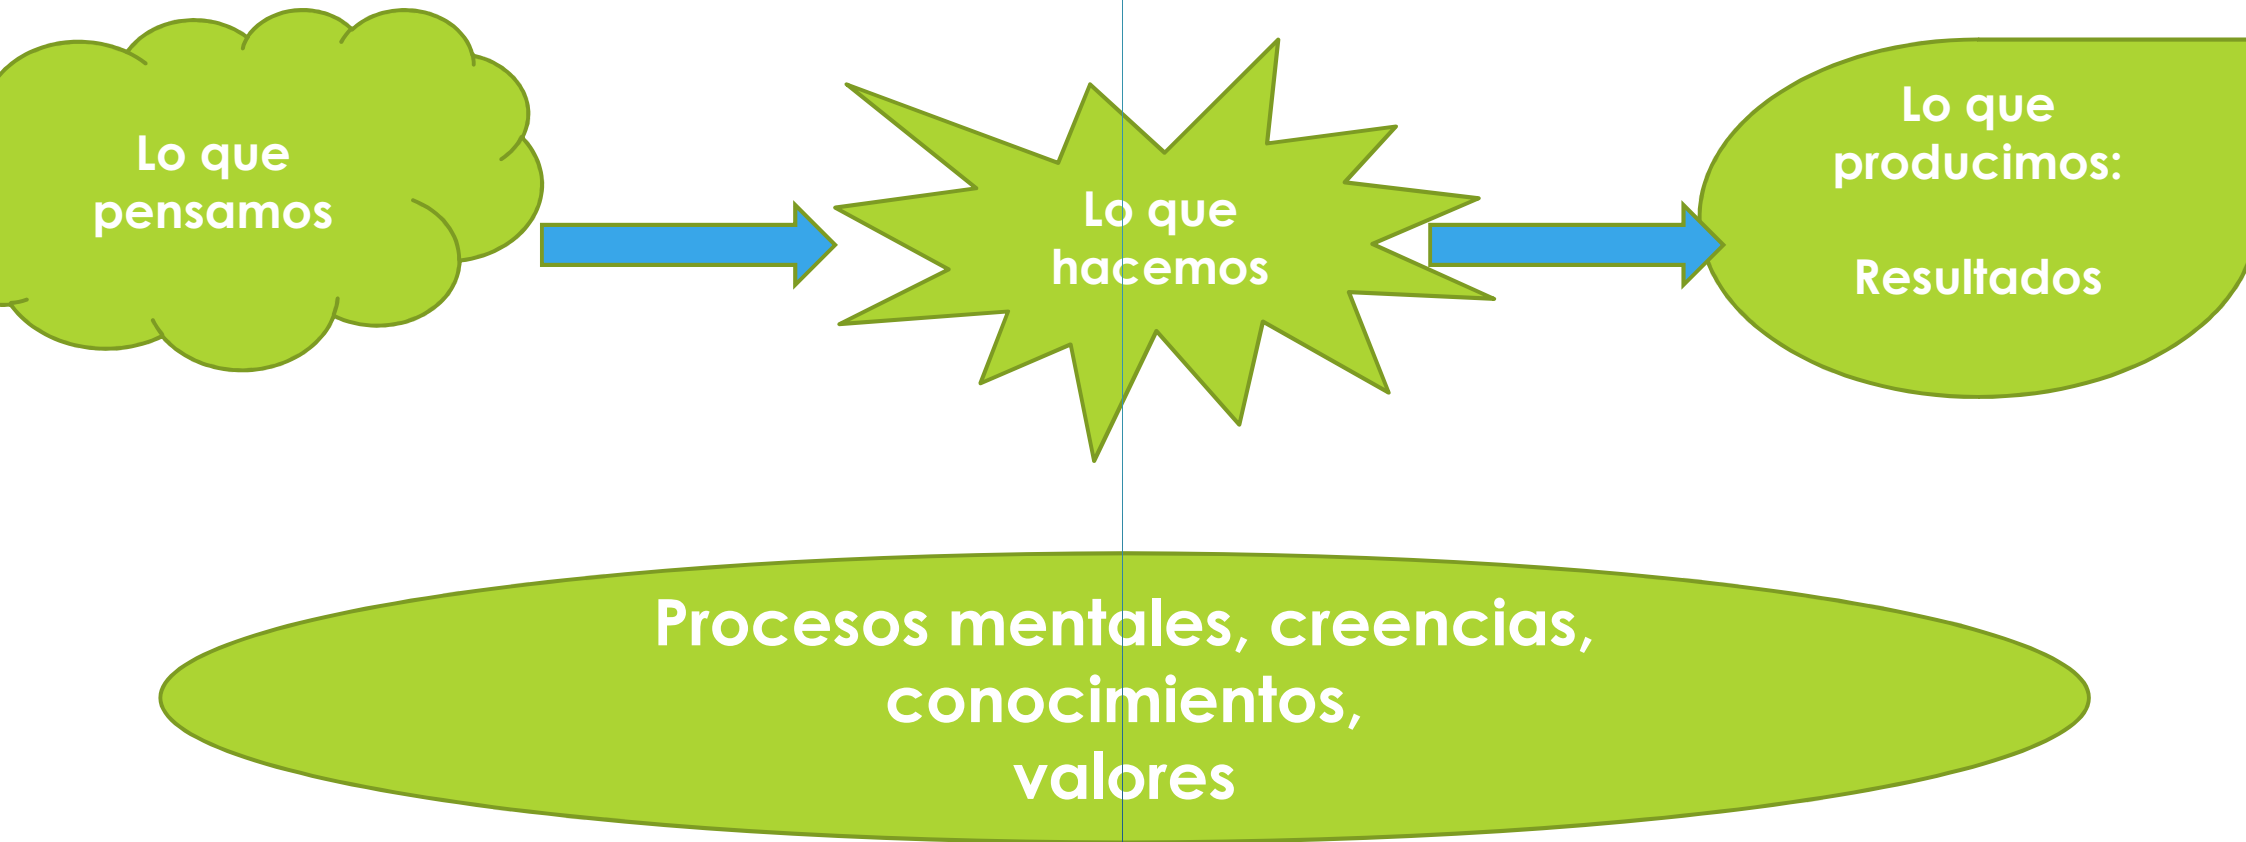 Lo que
pensamos
Lo que
hacemos
Lo que
producimos:
Resultados
Procesos mentales, creencias,
conocimientos,
valores